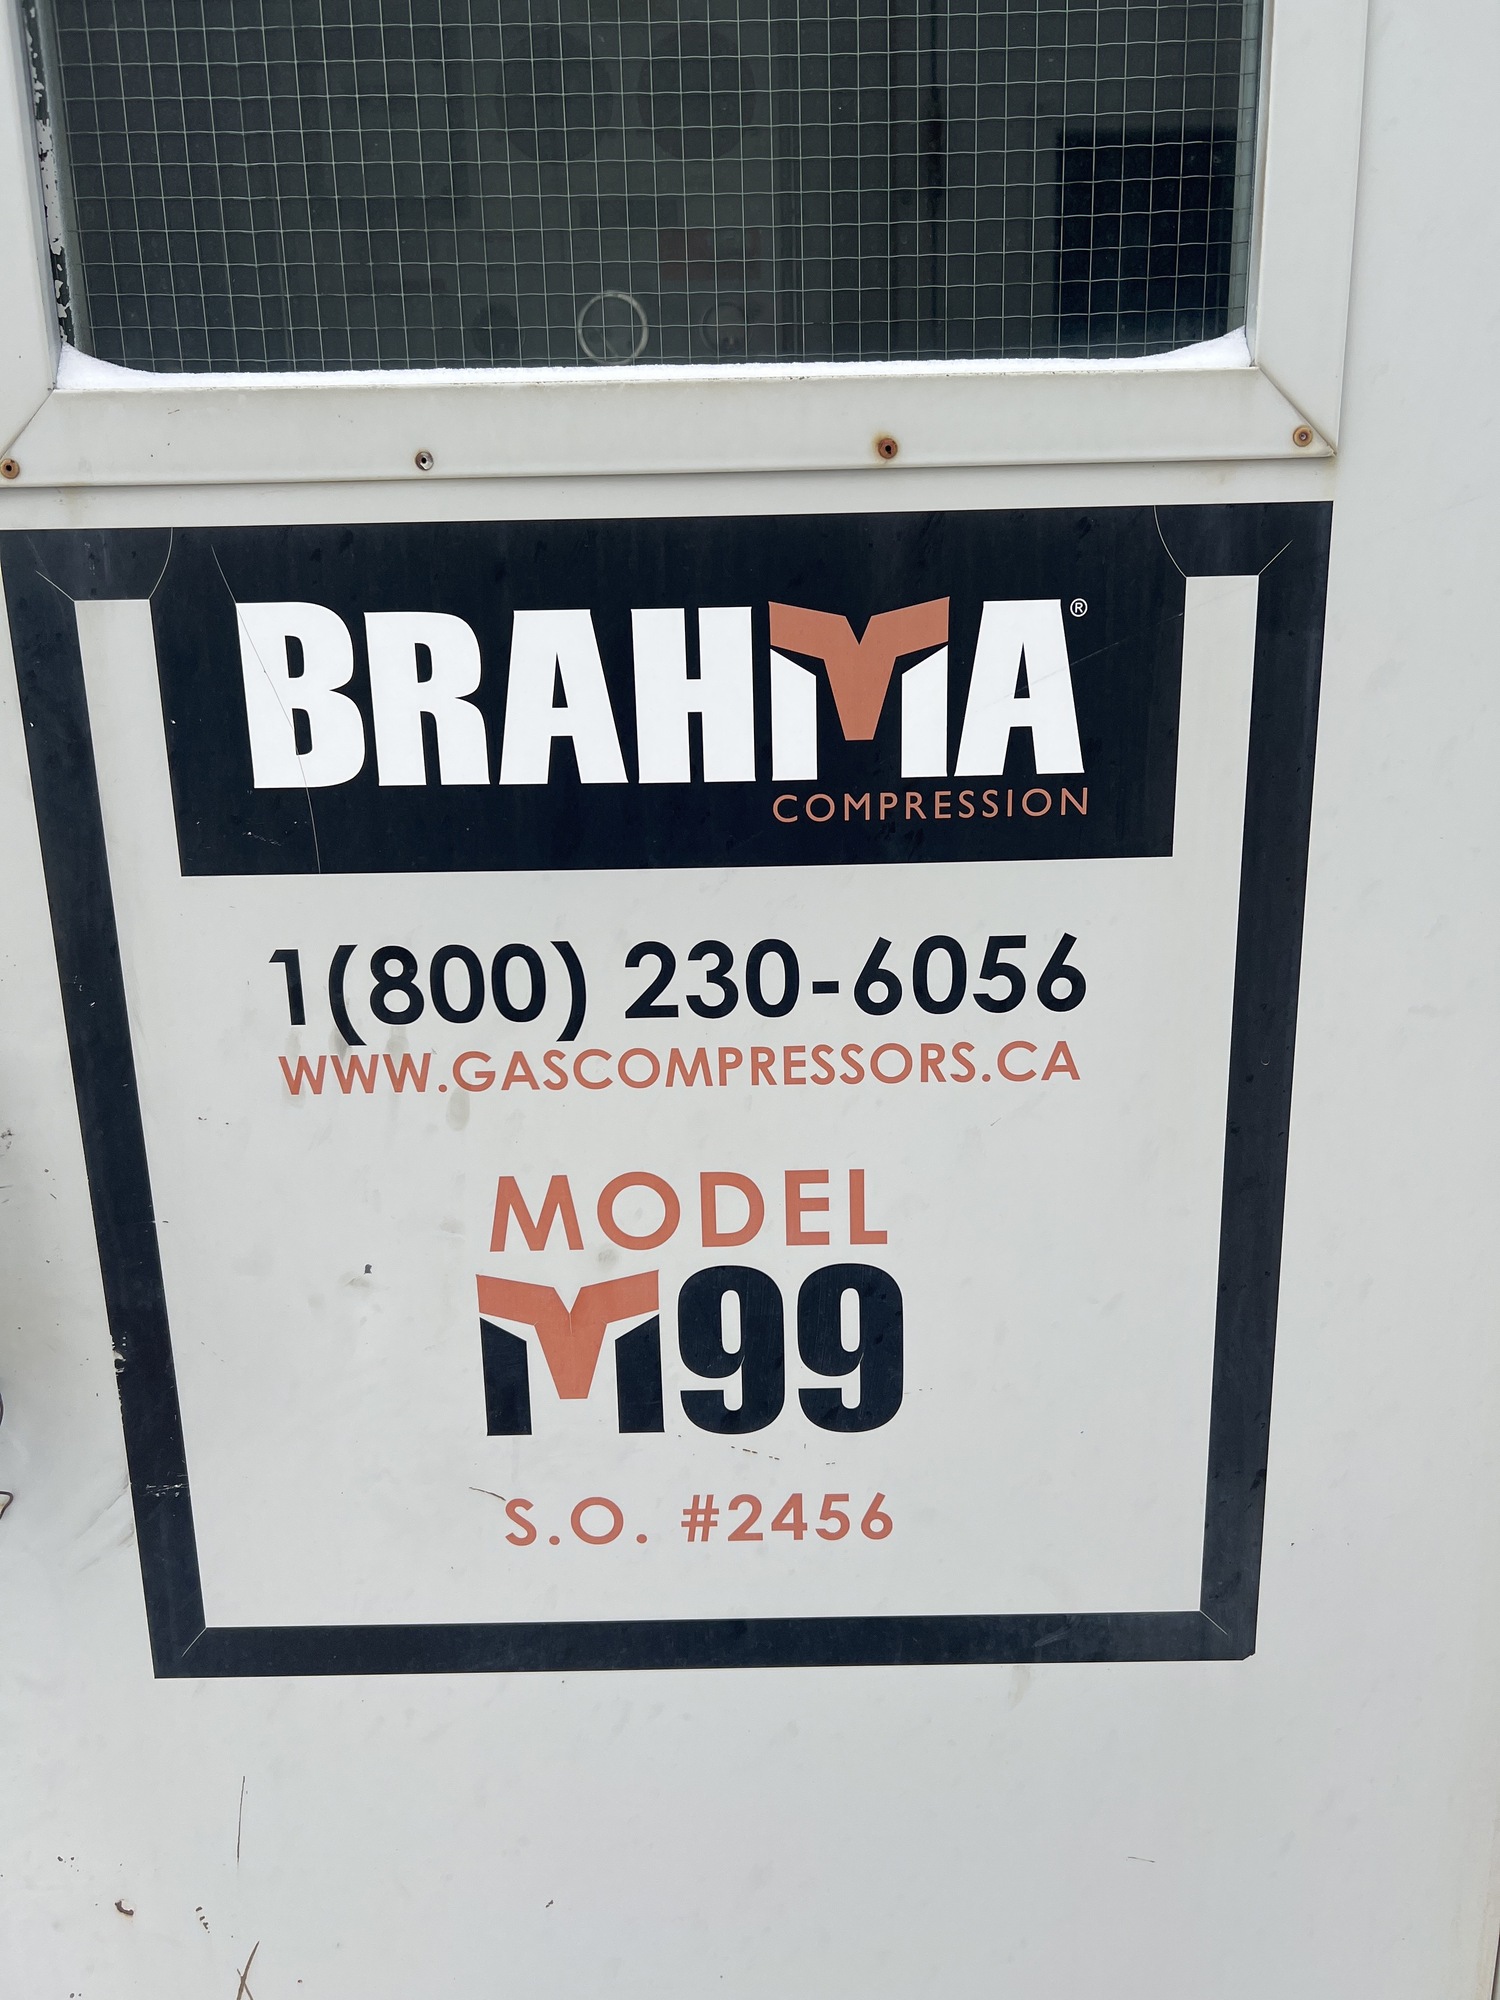 BRAHMA®
COMPRESSION
1(800) 230-6056
WWW.GASCOMPRESSORS.CA
MODEL
M99
S.O. #2456